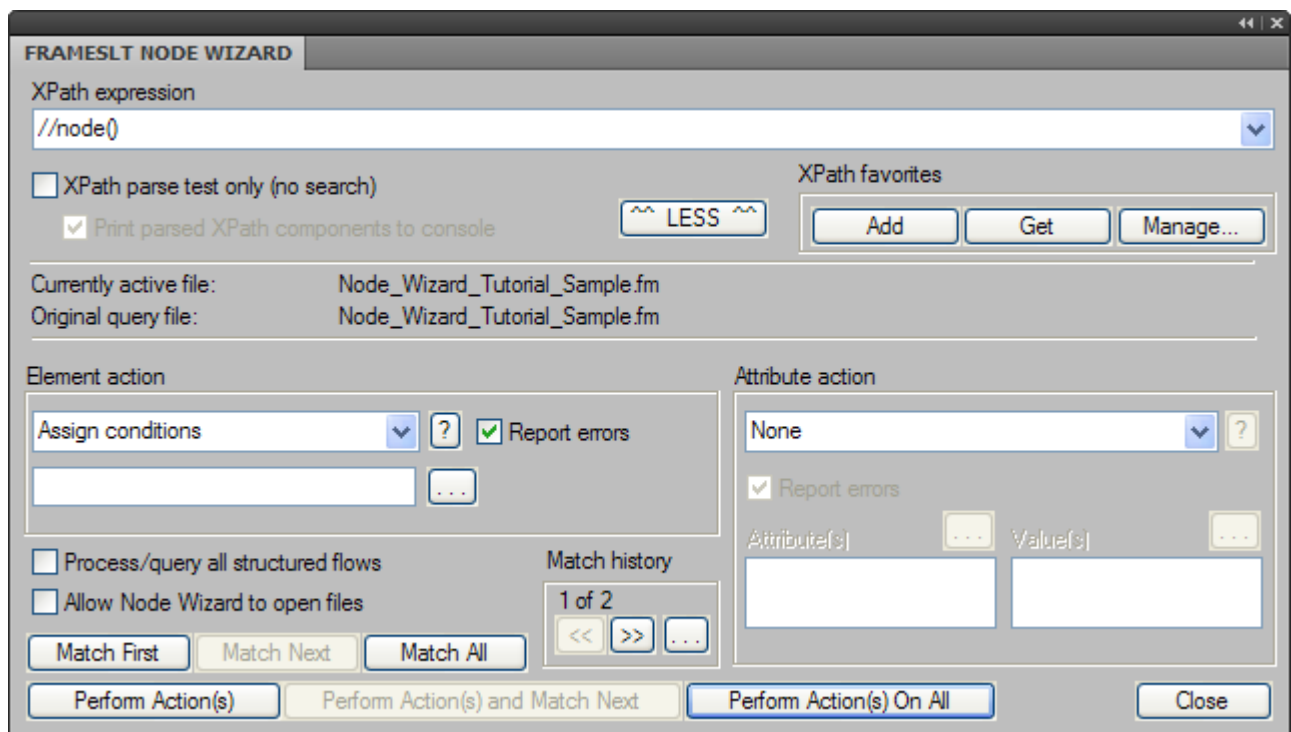 FRAMESLT NODE WIZARD
XPath expression
//node()
XPath parse test only (no search)
Print parsed XPath components to console
^^ LESS ^^
XPath favorites
Add Get Manage...
Currently active file: Node_Wizard_Tutorial_Sample.fm
Original query file: Node_Wizard_Tutorial_Sample.fm
Element action
Assign conditions ? Report errors
...
Attribute action
None ?
Report errors
Attribute(s) ... Value(s) ...
Process/query all structured flows
Allow Node Wizard to open files
Match history
1 of 2
<< >> ...
Match First Match Next Match All
Perform Action(s) Perform Action(s) and Match Next Perform Action(s) On All Close